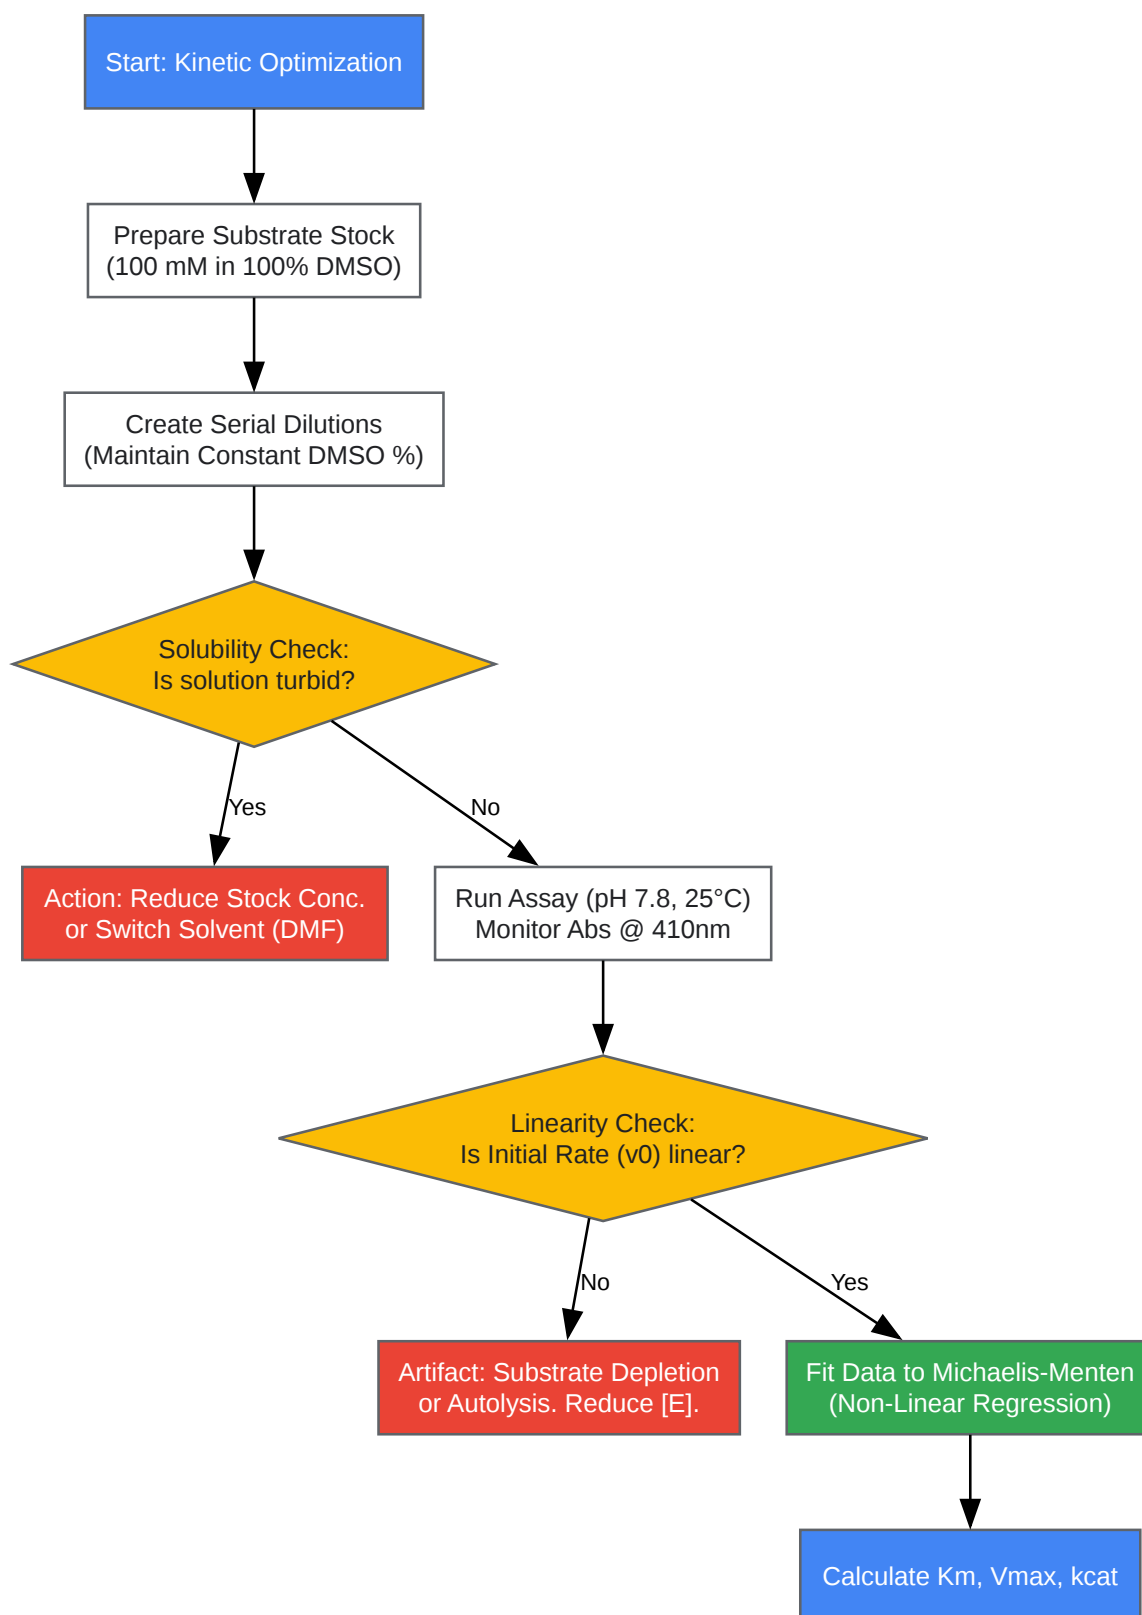 Start: Kinetic Optimization
Prepare Substrate Stock
(100 mM in 100% DMSO)
Create Serial Dilutions
(Maintain Constant DMSO %)
Solubility Check:
Is solution turbid?
Yes
No
Action: Reduce Stock Conc.
or Switch Solvent (DMF)
Run Assay (pH 7.8, 25°C)
Monitor Abs @ 410nm
Linearity Check:
Is Initial Rate (v0) linear?
No
Yes
Artifact: Substrate Depletion
or Autolysis. Reduce [E].
Fit Data to Michaelis-Menten
(Non-Linear Regression)
Calculate Km, Vmax, kcat